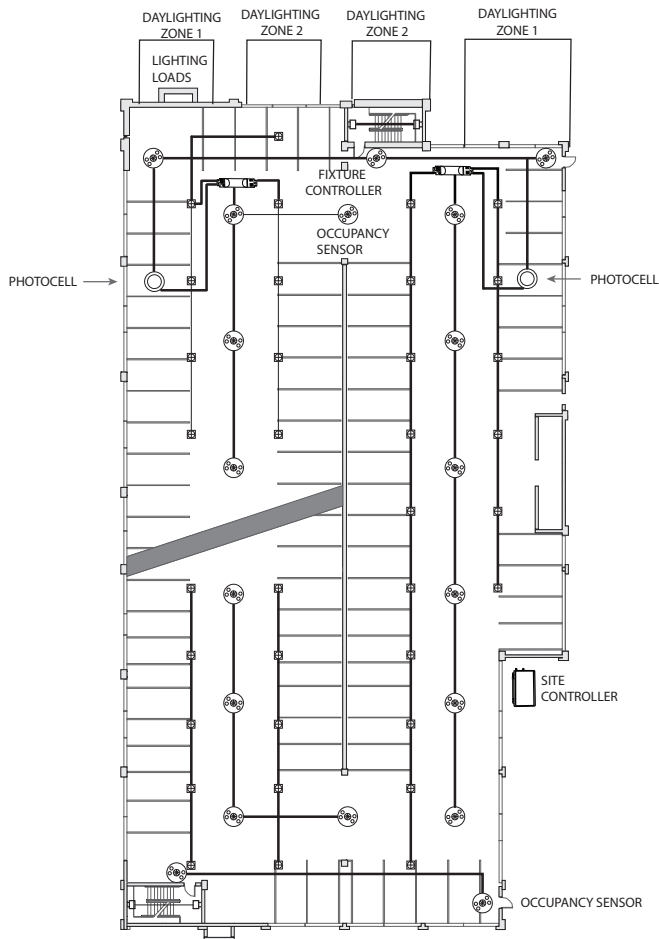 DAYLIGHTING
ZONE 1
DAYLIGHTING
ZONE 2
DAYLIGHTING
ZONE 2
DAYLIGHTING
ZONE 1
LIGHTING
LOADS
FIXTURE
CONTROLLER
OCCUPANCY
SENSOR
PHOTOCELL
PHOTOCELL
SITE
CONTROLLER
OCCUPANCY SENSOR